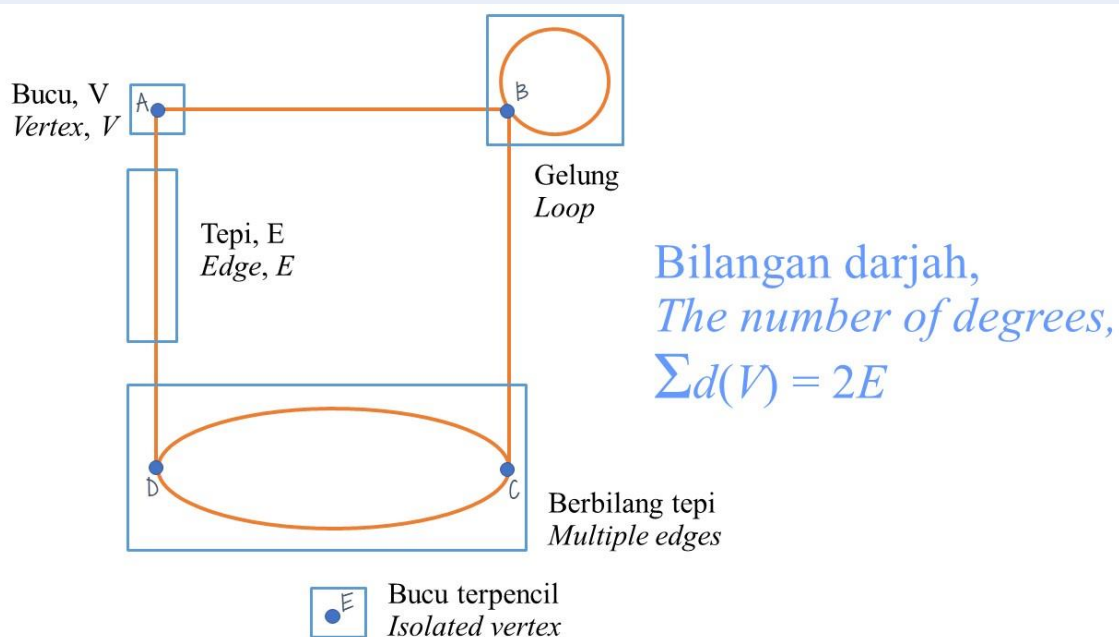 A
B
Bucu, V
Vertex, V
Gelung
Loop
Tepi, E
Edge, E
Bilangan darjah,
The number of degrees,
Σd(V) = 2E
D
C
Berbilang tepi
Multiple edges
E
Bucu terpencil
Isolated vertex